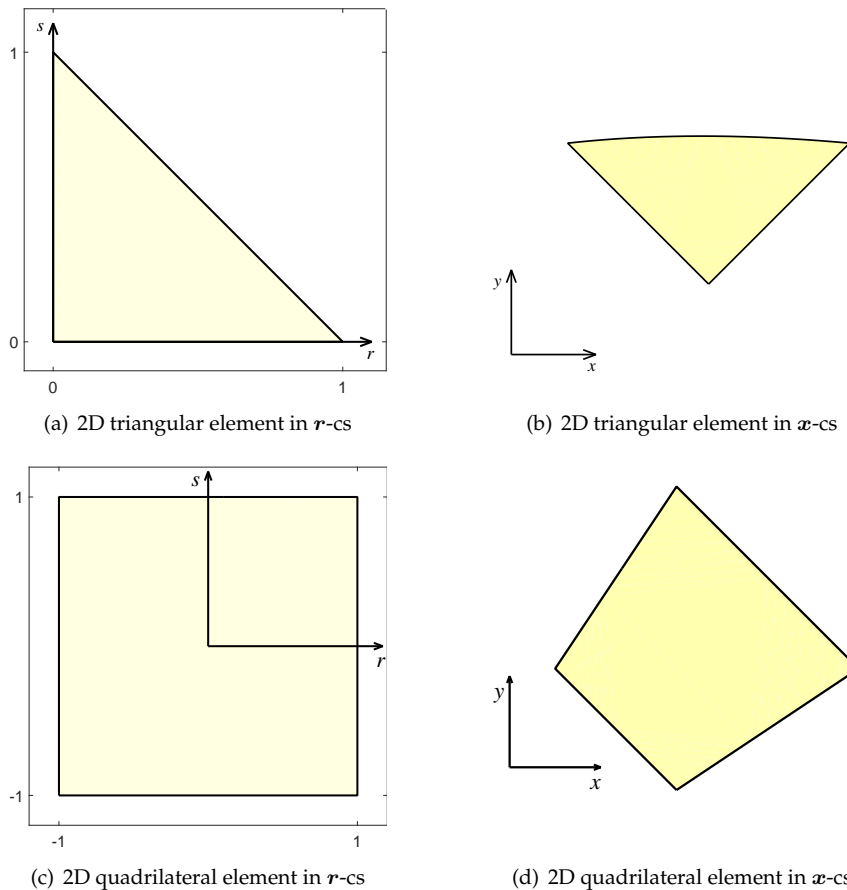 s
1
0
r
0
1
(a) 2D triangular element in r-cs
y
x
(b) 2D triangular element in x-cs
s
1
r
-1
-1
1
(c) 2D quadrilateral element in r-cs
y
x
(d) 2D quadrilateral element in x-cs